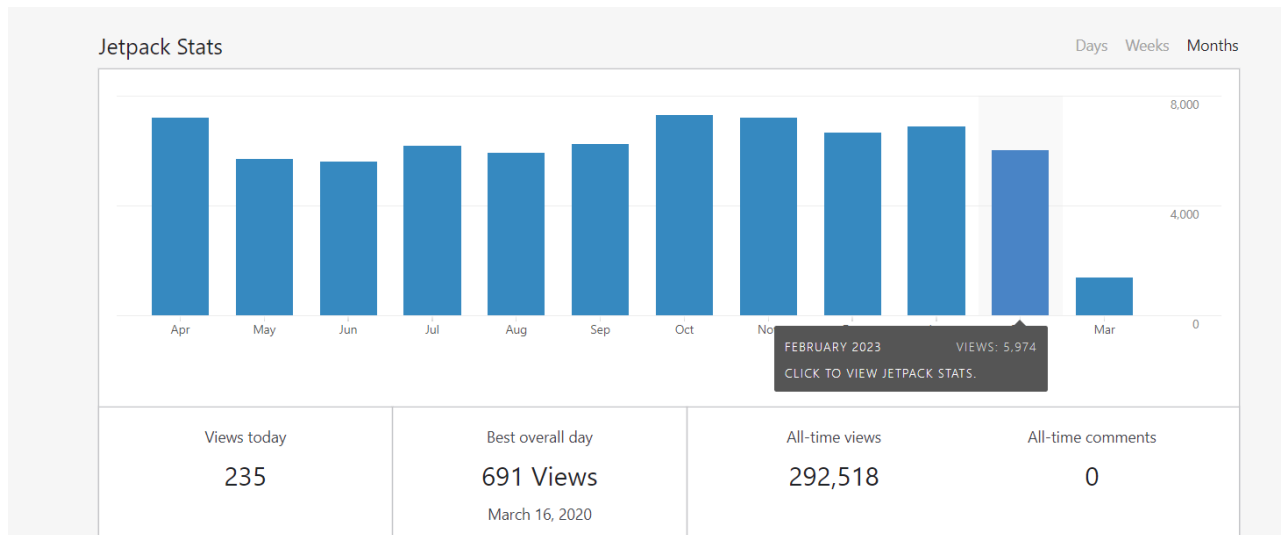 Jetpack Stats
Days Weeks Months
8,000
4,000
0
Apr May Jun Jul Aug Sep Oct Mar
FEBRUARY 2023 VIEWS: 5,974
CLICK TO VIEW JETPACK STATS.
Views today
235
Best overall day
691 Views
March 16, 2020
All-time views
292,518
All-time comments
0